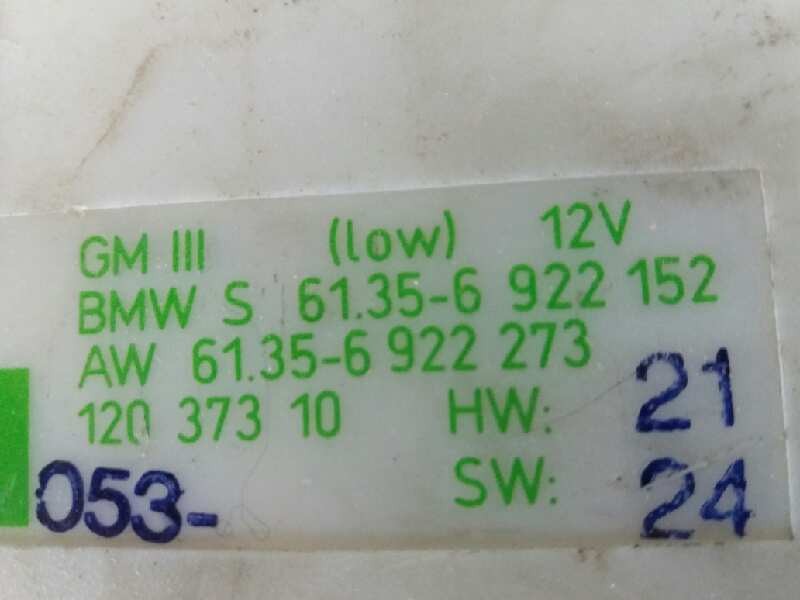 GM III (low) 12V
BMW S 61.35-6 922 152
AW 61.35-6 922 273
120 373 10 HW: 21
053- SW: 24